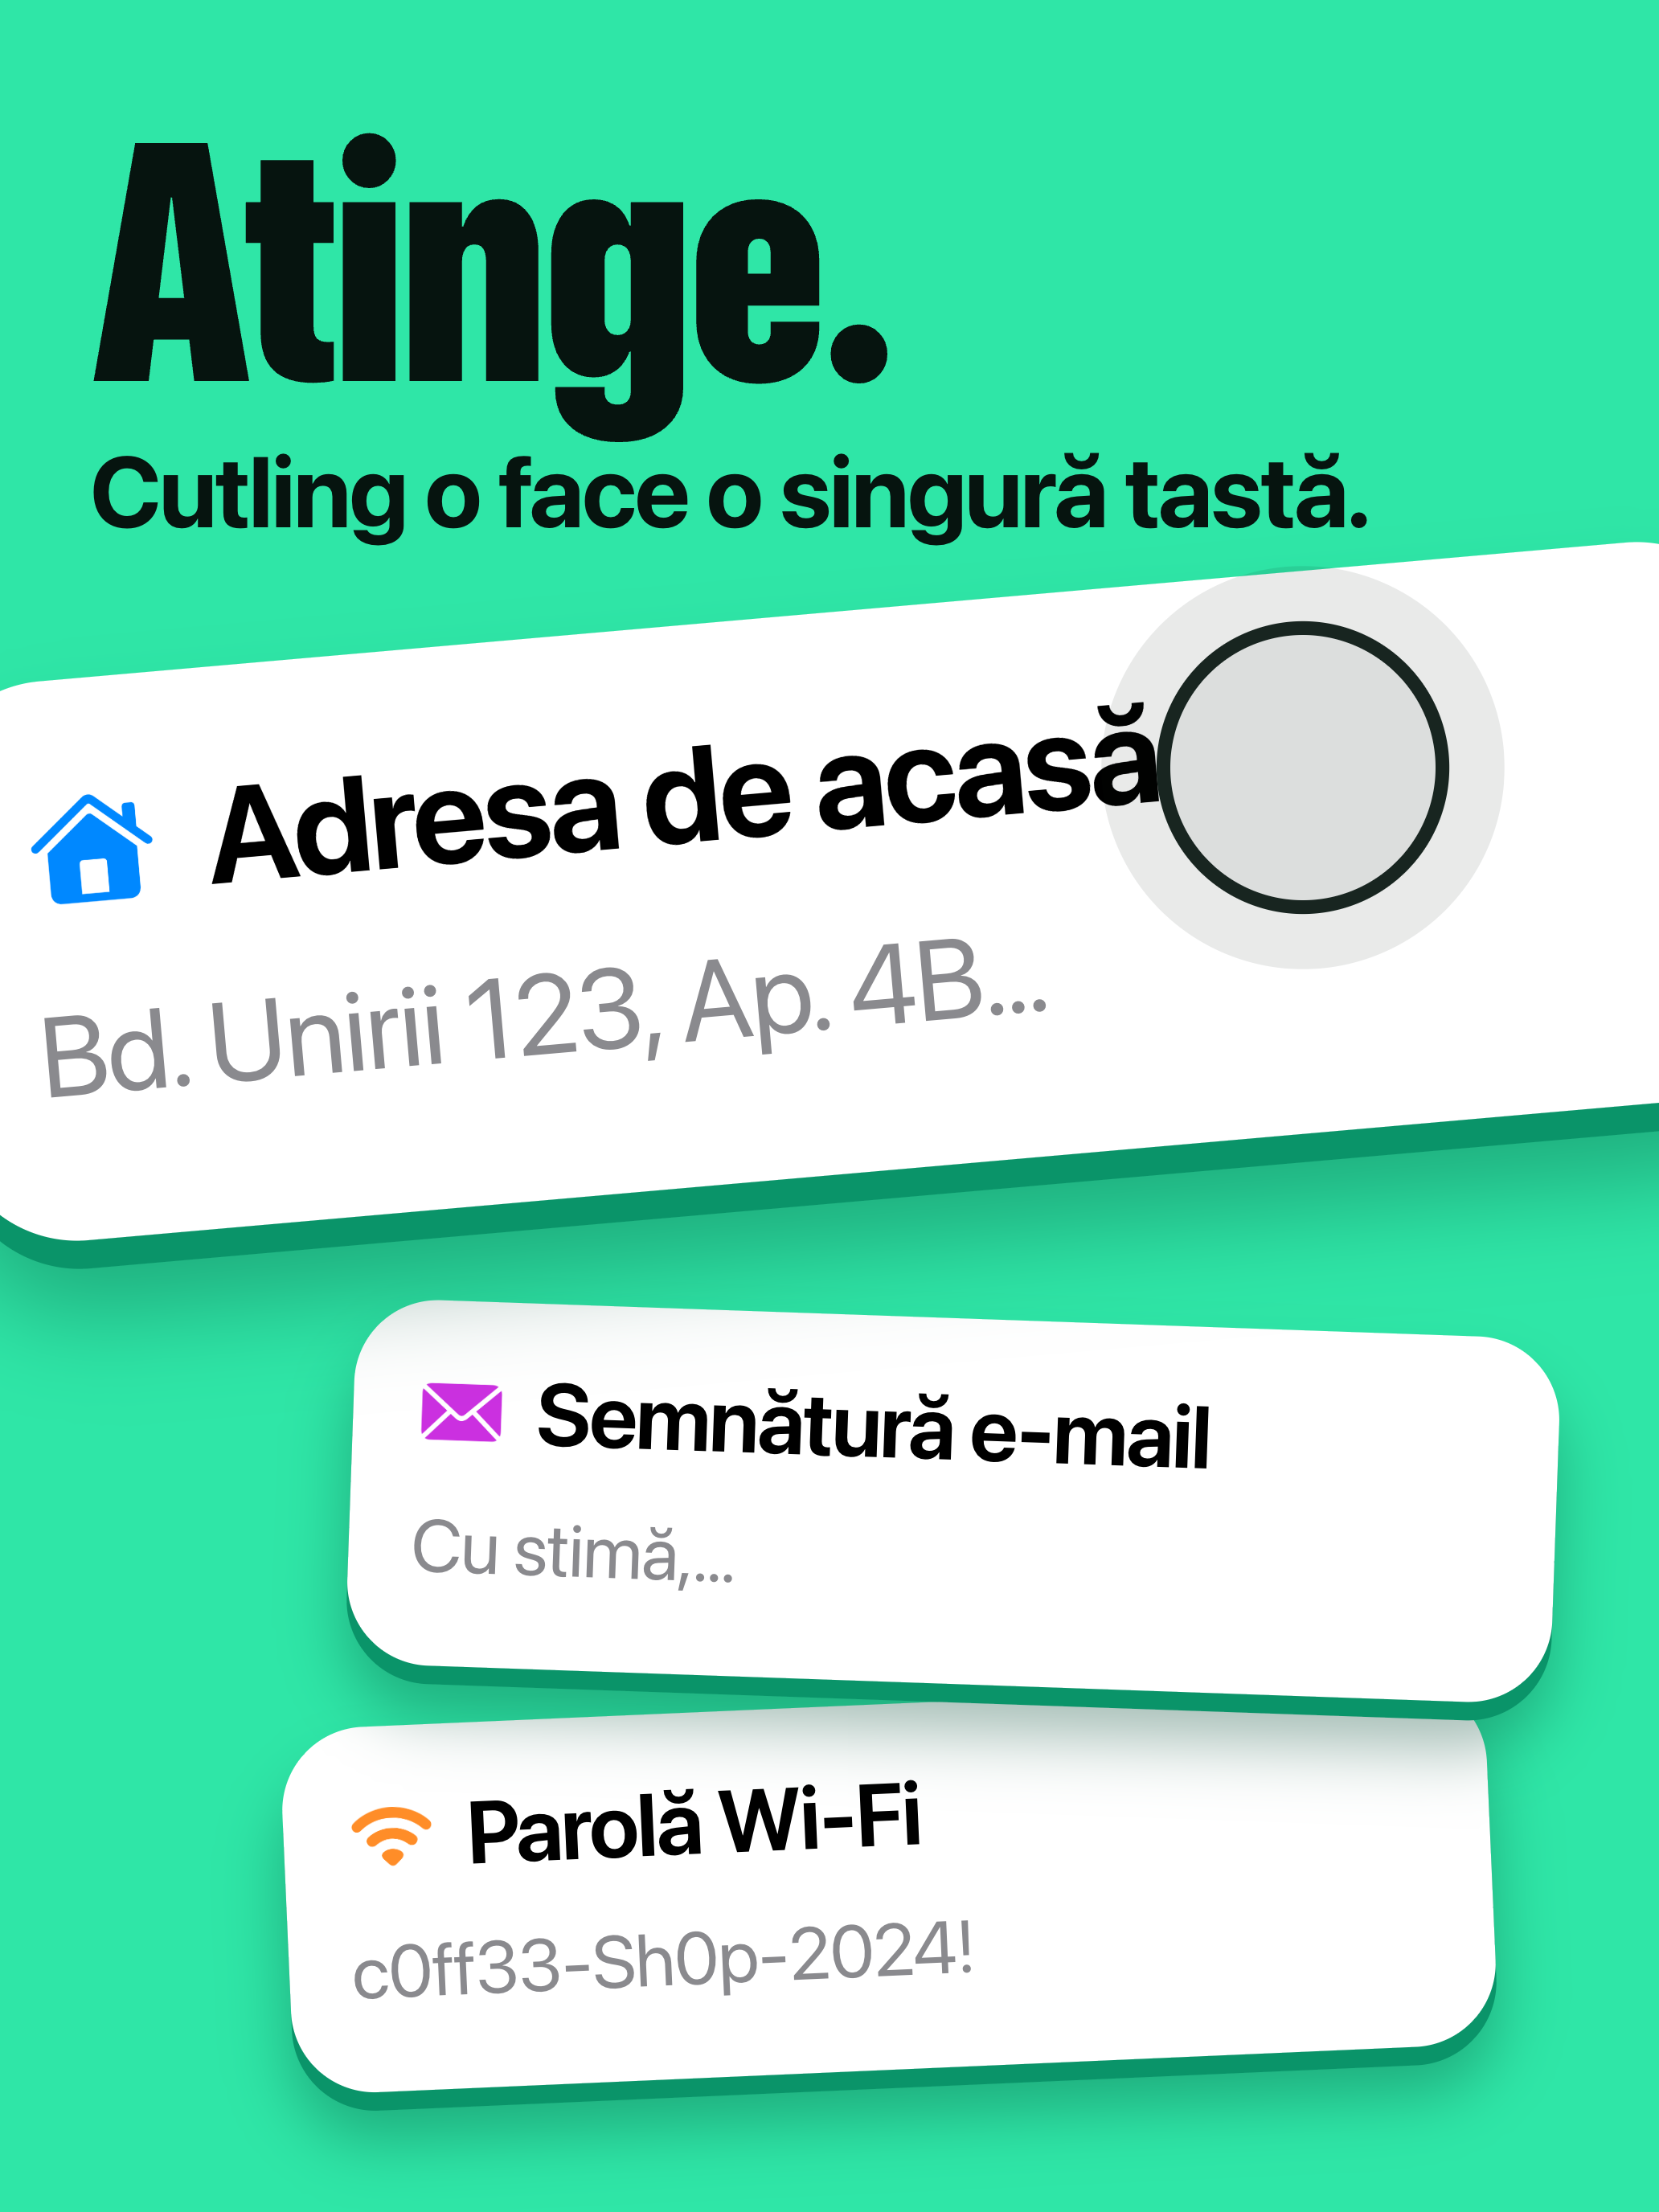 Atinge.
Cutling o face o singură tastă.
Adresa de acasă
Bd. Unirii 123, Ap. 4B...
Semnătură e-mail
Cu stimă,...
Parolă Wi-Fi
c0ff33-Sh0p-2024!